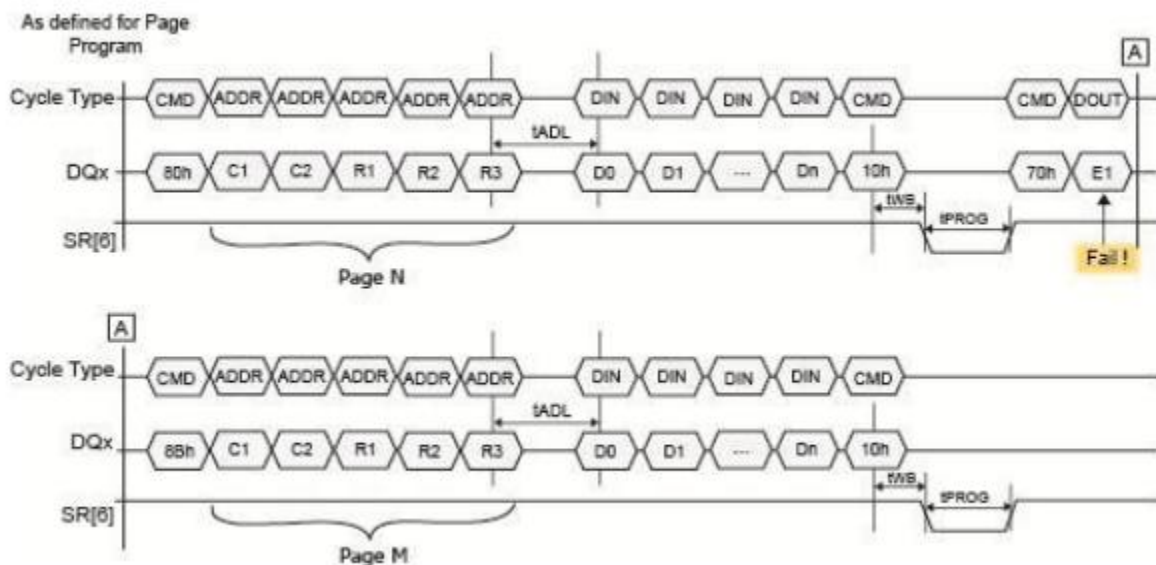 As defined for Page
Program
A
Cycle Type CMD ADDR ADDR ADDR ADDR ADDR DIN DIN DIN DIN CMD CMD DOUT
tADL
DQx 80h C1 C2 R1 R2 R3 D0 D1 ... Dn 10h 70h E1
tWB tPROG
SR[6]
Page N
Fail !
A
Cycle Type CMD ADDR ADDR ADDR ADDR ADDR DIN DIN DIN DIN CMD
tADL
DQx 8Bh C1 C2 R1 R2 R3 D0 D1 ... Dn 10h
tWB tPROG
SR[6]
Page M